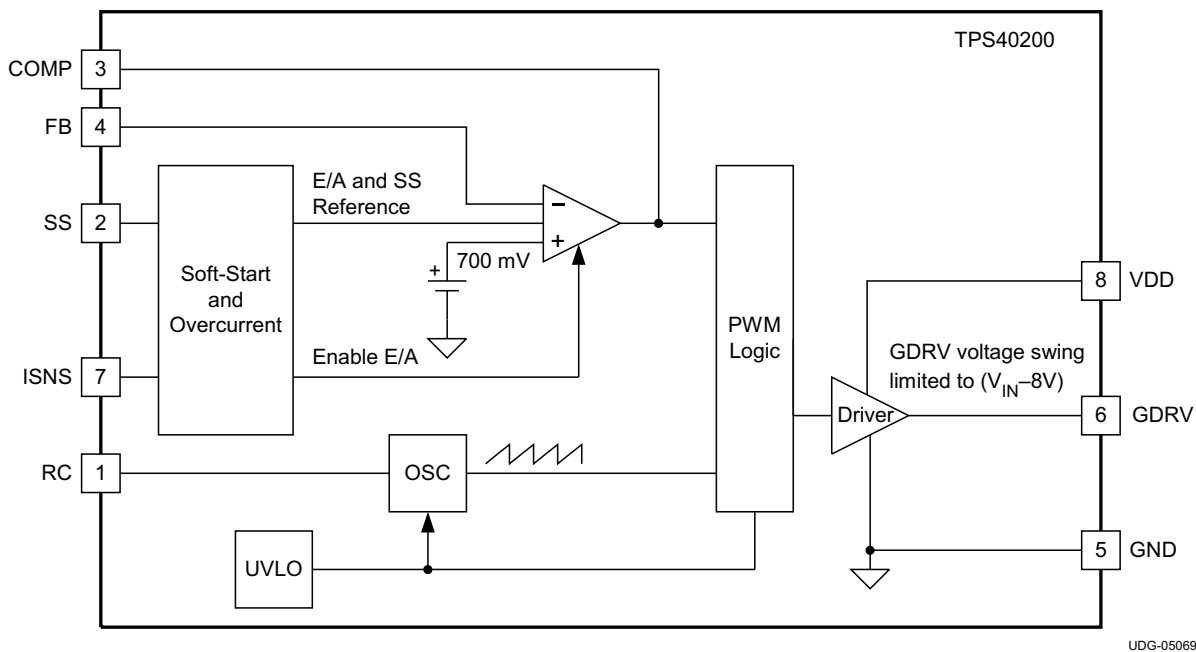 TPS40200
COMP 3
FB 4
E/A and SS
Reference
SS 2
−
+
+
700 mV
Soft-Start
and
Overcurrent
8 VDD
PWM
Logic
Enable E/A
GDRV voltage swing
limited to (VIN–8V)
ISNS 7
Driver
6 GDRV
RC 1
OSC
5 GND
UVLO
UDG-05069